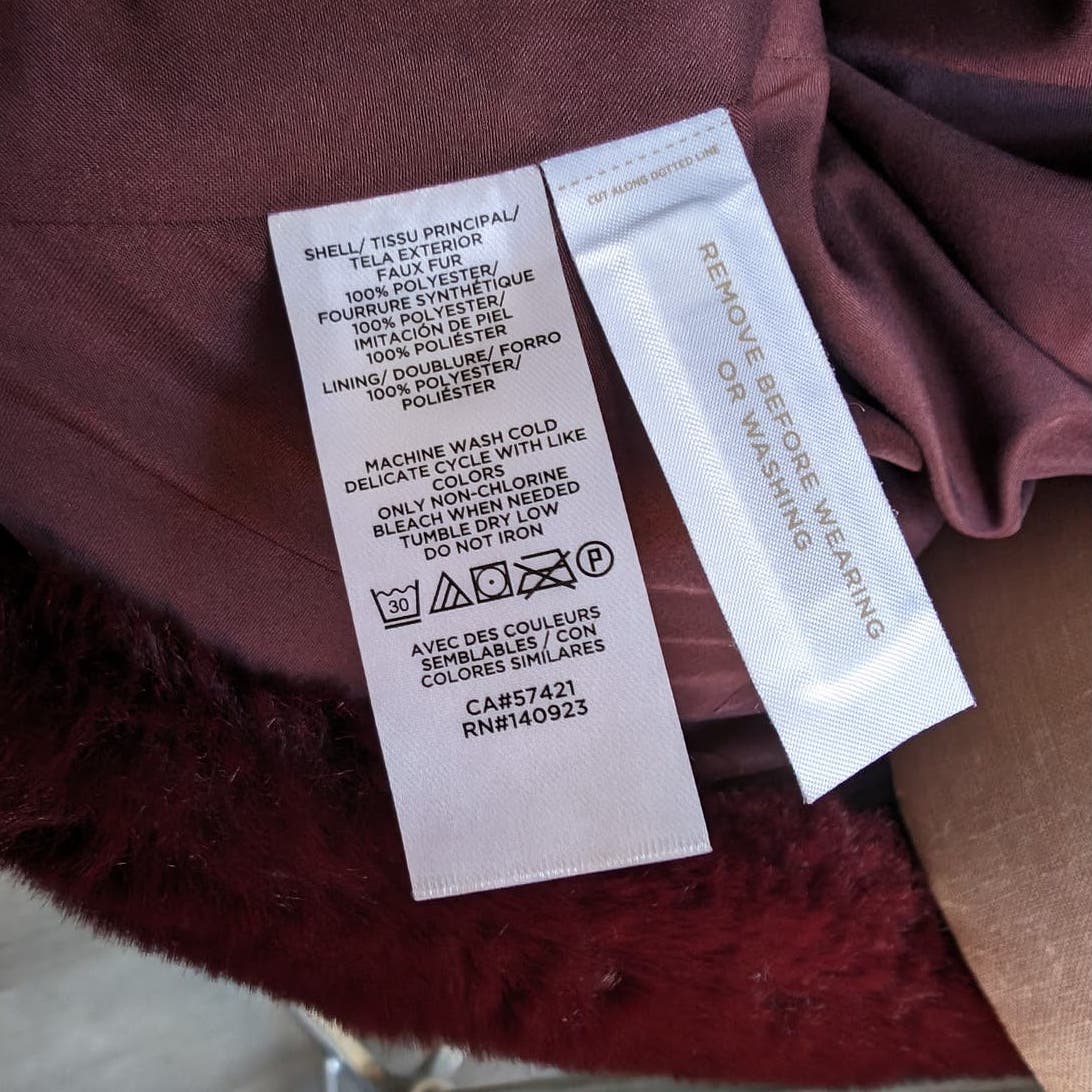 SHELL/ TISSU PRINCIPAL/
TELA EXTERIOR
FAUX FUR
100% POLYESTER/
FOURRURE SYNTHÉTIQUE
100% POLYESTER/
IMITACIÓN DE PIEL
100% POLIÉSTER
LINING/ DOUBLURE/ FORRO
100% POLYESTER/
POLIÉSTER
MACHINE WASH COLD
DELICATE CYCLE WITH LIKE
COLORS
ONLY NON-CHLORINE
BLEACH WHEN NEEDED
TUMBLE DRY LOW
DO NOT IRON
30 P
AVEC DES COULEURS
SEMBLABLES / CON
COLORES SIMILARES
CA#57421
RN#140923
CUT ALONG DOTTED LINE
REMOVE BEFORE WEARING
OR WASHING